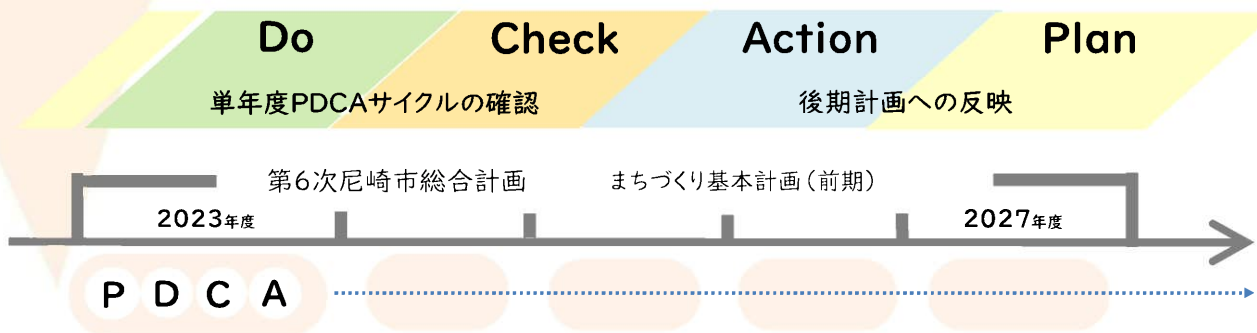 Do Check Action Plan
単年度PDCAサイクルの確認 後期計画への反映
第6次尼崎市総合計画 まちづくり基本計画（前期）
2023年度 2027年度
P D C A